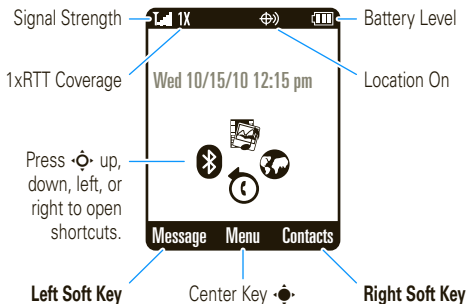 Signal Strength
1X
Battery Level
1xRTT Coverage
Location On
Wed 10/15/10 12:15 pm
Press up,
down, left, or
right to open
shortcuts.
Message Menu Contacts
Left Soft Key
Center Key
Right Soft Key